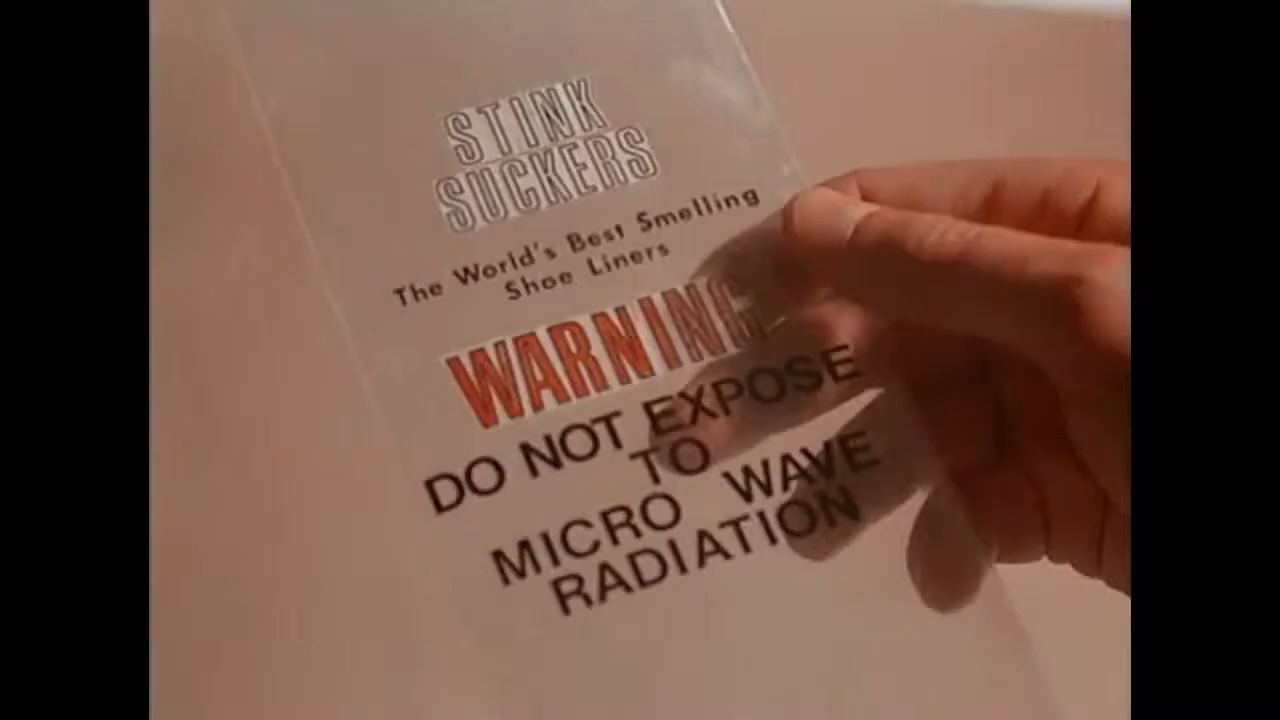 STINK
SUCKERS
The World's Best Smelling
Shoe Liners
WARNING
DO NOT EXPOSE
TO
MICRO WAVE
RADIATION